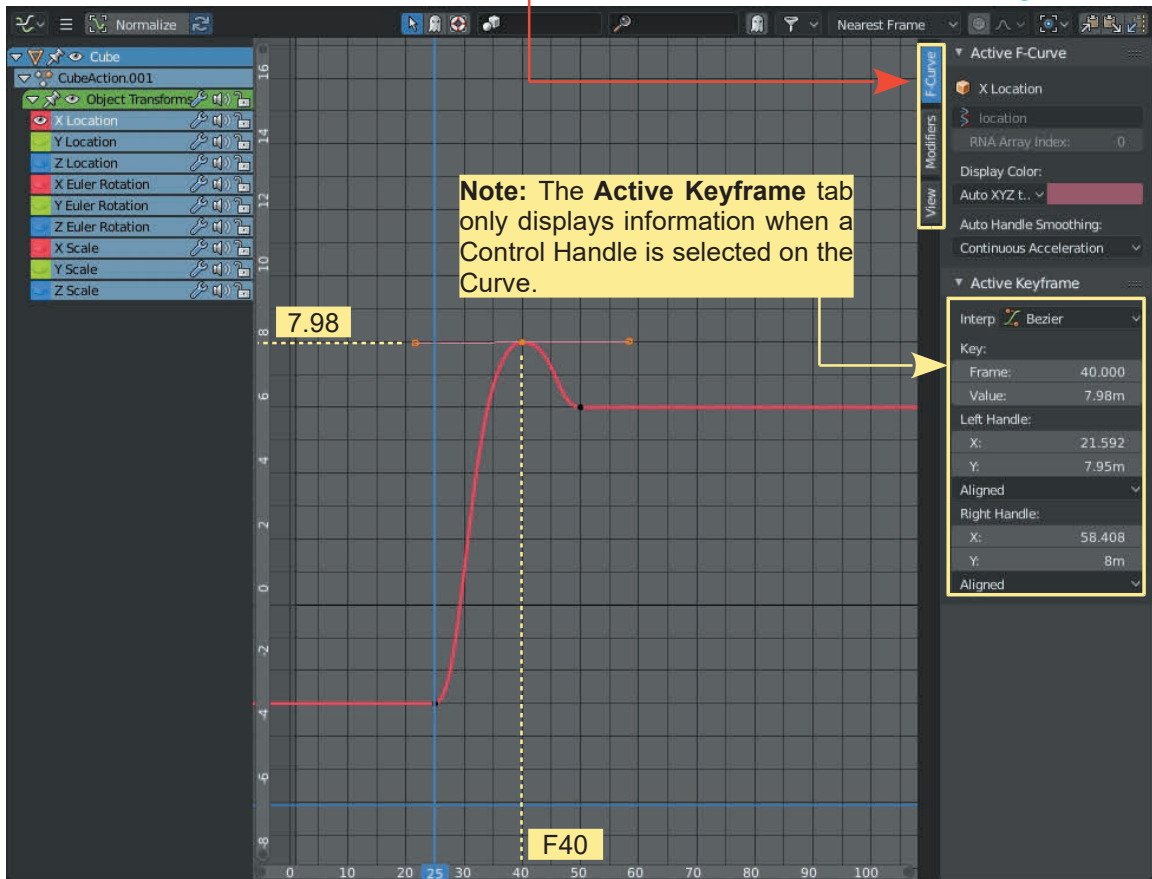 Normalize
Nearest Frame
Cube
CubeAction.001
Object Transforms
X Location
Y Location
Z Location
X Euler Rotation
Y Euler Rotation
Z Euler Rotation
X Scale
Y Scale
Z Scale
16
14
12
10
8
6
4
2
0
-2
-4
-6
-8
7.98
Note: The Active Keyframe tab
only displays information when a
Control Handle is selected on the
Curve.
F40
0 10 20 25 30 40 50 60 70 80 90 100
F-Curve
Modifiers
View
Active F-Curve
X Location
location
RNA Array Index: 0
Display Color:
Auto XYZ t..
Auto Handle Smoothing:
Continuous Acceleration
Active Keyframe
Interp Bezier
Key:
Frame: 40.000
Value: 7.98m
Left Handle:
X: 21.592
Y: 7.95m
Aligned
Right Handle:
X: 58.408
Y: 8m
Aligned